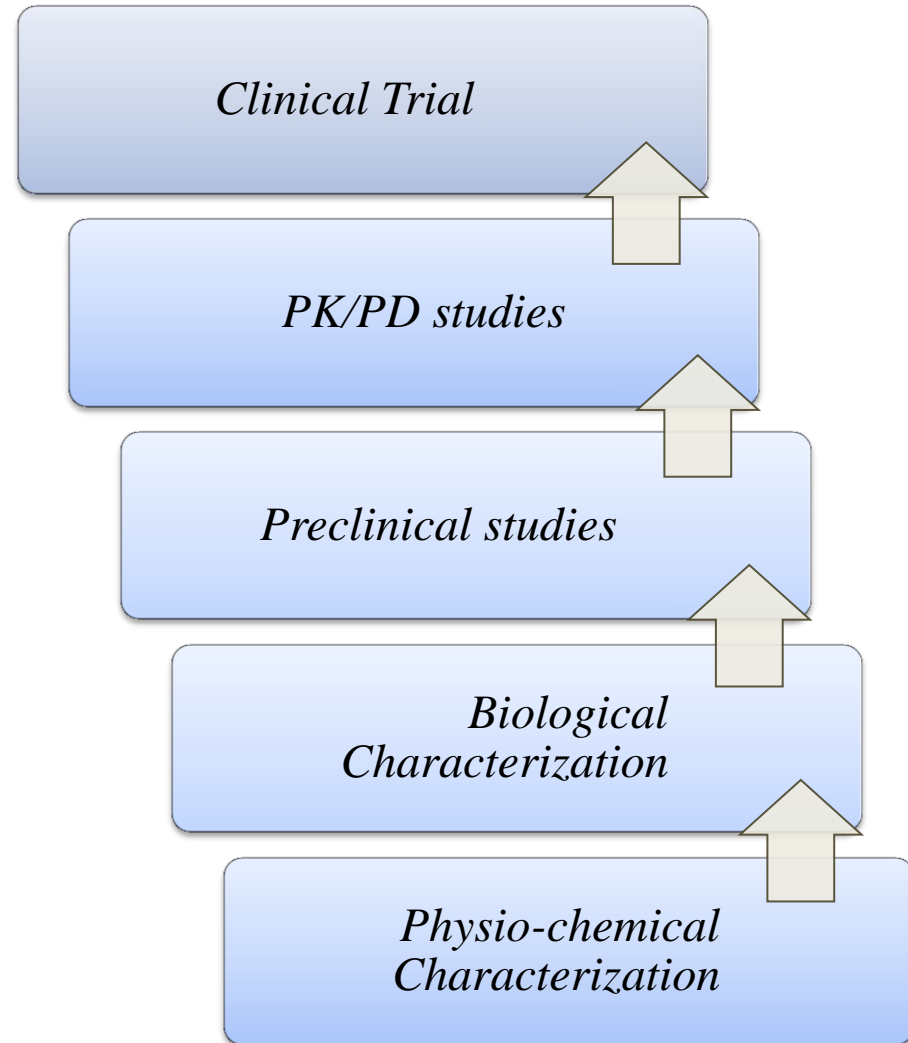 Clinical Trial
PK/PD studies
Preclinical studies
Biological
Characterization
Physio-chemical
Characterization